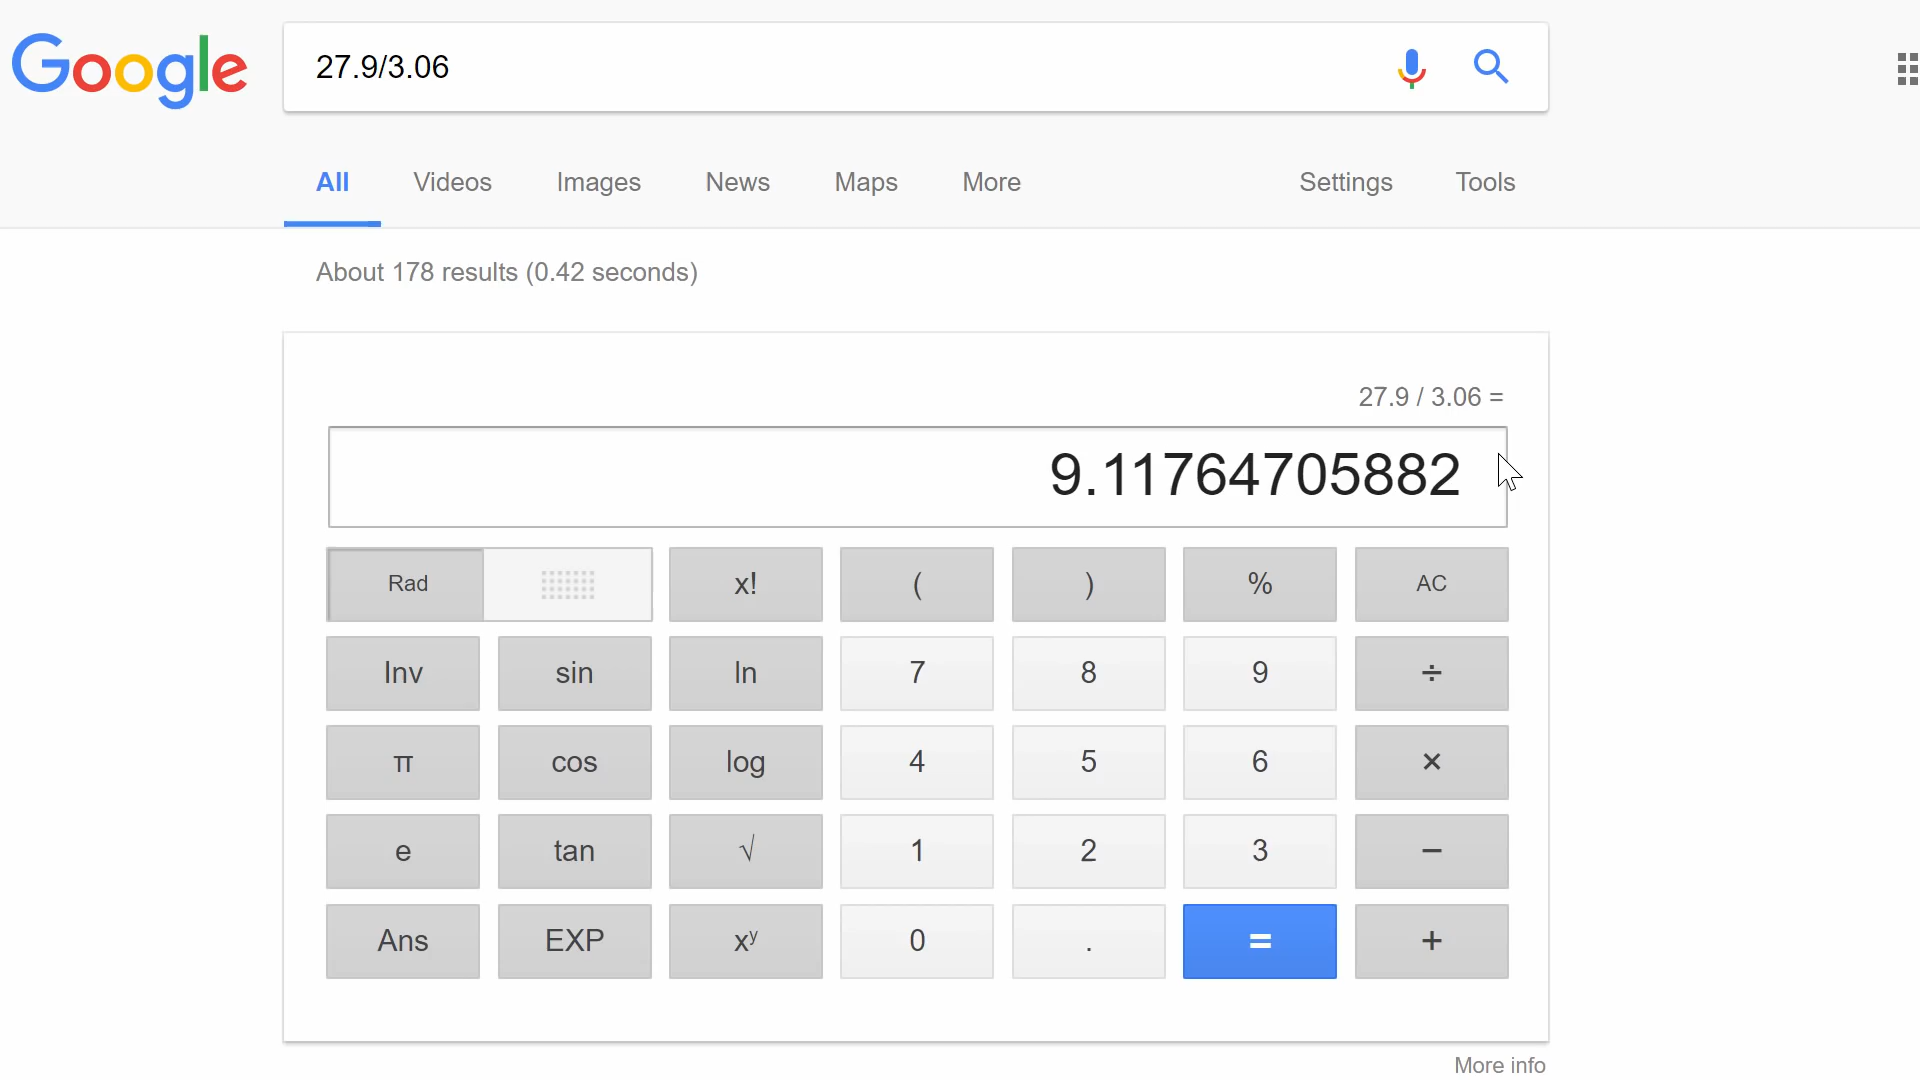 Google
27.9/3.06
All Videos Images News Maps More Settings Tools
About 178 results (0.42 seconds)
27.9 / 3.06 =
9.11764705882
Rad x! ( ) % AC
Inv sin ln 7 8 9 ÷
π cos log 4 5 6 ×
e tan √ 1 2 3 −
Ans EXP xʸ 0 . = +
More info